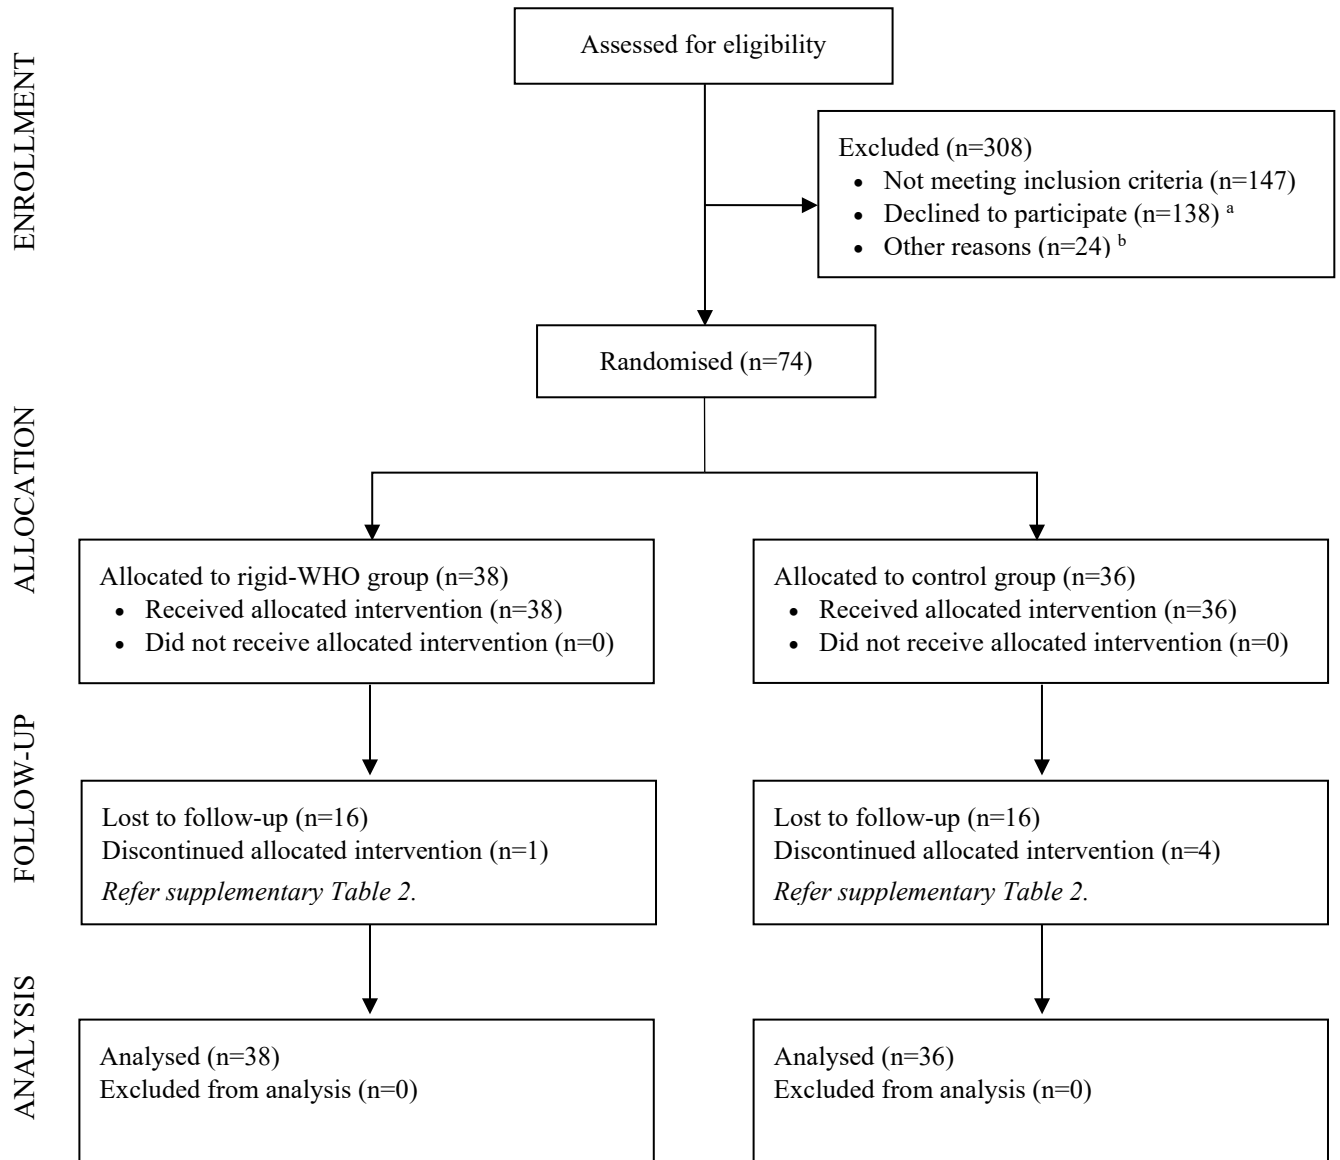 ENROLLMENT
Assessed for eligibility
Excluded (n=308)
• Not meeting inclusion criteria (n=147)
• Declined to participate (n=138) a
• Other reasons (n=24) b
Randomised (n=74)
ALLOCATION
Allocated to rigid-WHO group (n=38)
• Received allocated intervention (n=38)
• Did not receive allocated intervention (n=0)
Allocated to control group (n=36)
• Received allocated intervention (n=36)
• Did not receive allocated intervention (n=0)
FOLLOW-UP
Lost to follow-up (n=16)
Discontinued allocated intervention (n=1)
Refer supplementary Table 2.
Lost to follow-up (n=16)
Discontinued allocated intervention (n=4)
Refer supplementary Table 2.
ANALYSIS
Analysed (n=38)
Excluded from analysis (n=0)
Analysed (n=36)
Excluded from analysis (n=0)